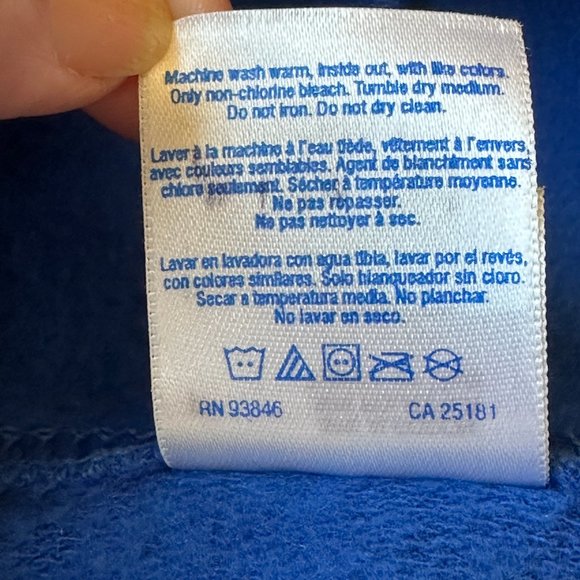 Machine wash warm, inside out, with like colors.
Only non-chlorine bleach. Tumble dry medium.
Do not iron. Do not dry clean.
Laver à la machine à l'eau tiède, vêtement à l'envers,
avec couleurs semblables. Agent de blanchiment sans
chlore seulement. Sécher à température moyenne.
Ne pas repasser.
Ne pas nettoyer à sec.
Lavar en lavadora con agua tibia, lavar por el revés,
con colores similares. Solo blanqueador sin cloro.
Secar a temperatura media. No planchar.
No lavar en seco.
RN 93846 CA 25181